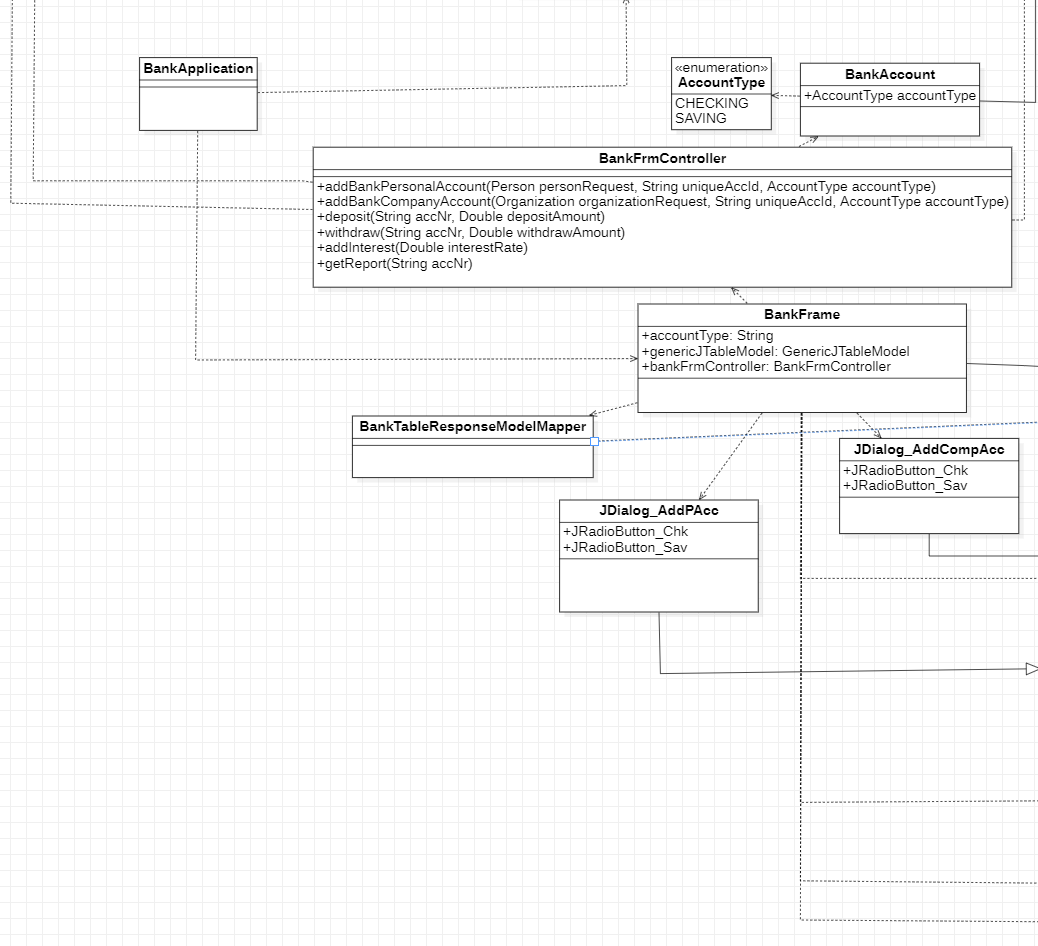 BankApplication
«enumeration»
AccountType
CHECKING
SAVING
BankAccount
+AccountType accountType
BankFrmController
+addBankPersonalAccount(Person personRequest, String uniqueAccId, AccountType accountType)
+addBankCompanyAccount(Organization organizationRequest, String uniqueAccId, AccountType accountType)
+deposit(String accNr, Double depositAmount)
+withdraw(String accNr, Double withdrawAmount)
+addInterest(Double interestRate)
+getReport(String accNr)
BankFrame
+accountType: String
+genericJTableModel: GenericJTableModel
+bankFrmController: BankFrmController
BankTableResponseModelMapper
JDialog_AddCompAcc
+JRadioButton_Chk
+JRadioButton_Sav
JDialog_AddPAcc
+JRadioButton_Chk
+JRadioButton_Sav